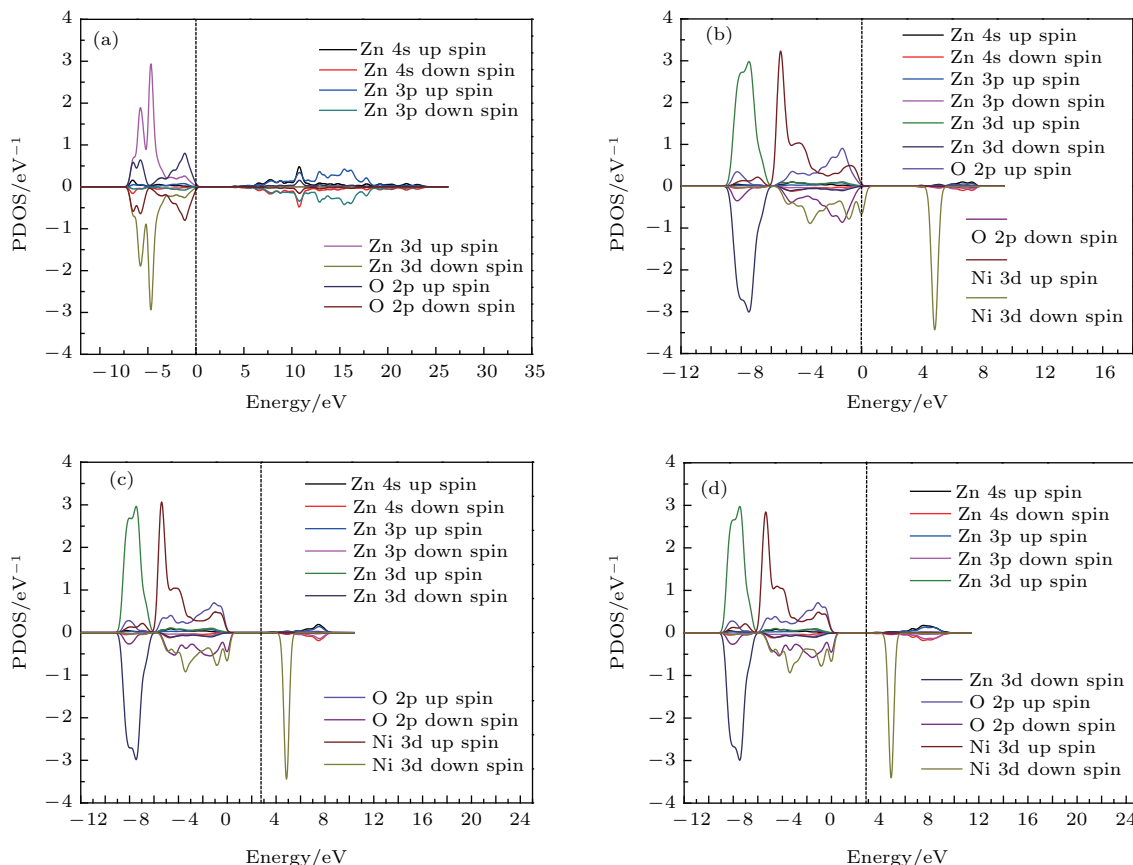 (a)
4
3
2
1
0
−1
−2
−3
−4
PDOS/eV−1
Zn 4s up spin
Zn 4s down spin
Zn 3p up spin
Zn 3p down spin
Zn 3d up spin
Zn 3d down spin
O 2p up spin
O 2p down spin
−10 −5 0 5 10 15 20 25 30 35
Energy/eV
(b)
4
3
2
1
0
−1
−2
−3
−4
PDOS/eV−1
Zn 4s up spin
Zn 4s down spin
Zn 3p up spin
Zn 3p down spin
Zn 3d up spin
Zn 3d down spin
O 2p up spin
O 2p down spin
Ni 3d up spin
Ni 3d down spin
−12 −8 −4 0 4 8 12 16
Energy/eV
(c)
4
3
2
1
0
−1
−2
−3
−4
PDOS/eV−1
Zn 4s up spin
Zn 4s down spin
Zn 3p up spin
Zn 3p down spin
Zn 3d up spin
Zn 3d down spin
O 2p up spin
O 2p down spin
Ni 3d up spin
Ni 3d down spin
−12 −8 −4 0 4 8 12 16 20 24
Energy/eV
(d)
4
3
2
1
0
−1
−2
−3
−4
PDOS/eV−1
Zn 4s up spin
Zn 4s down spin
Zn 3p up spin
Zn 3p down spin
Zn 3d up spin
Zn 3d down spin
O 2p up spin
O 2p down spin
Ni 3d up spin
Ni 3d down spin
−12 −8 −4 0 4 8 12 16 20 24
Energy/eV